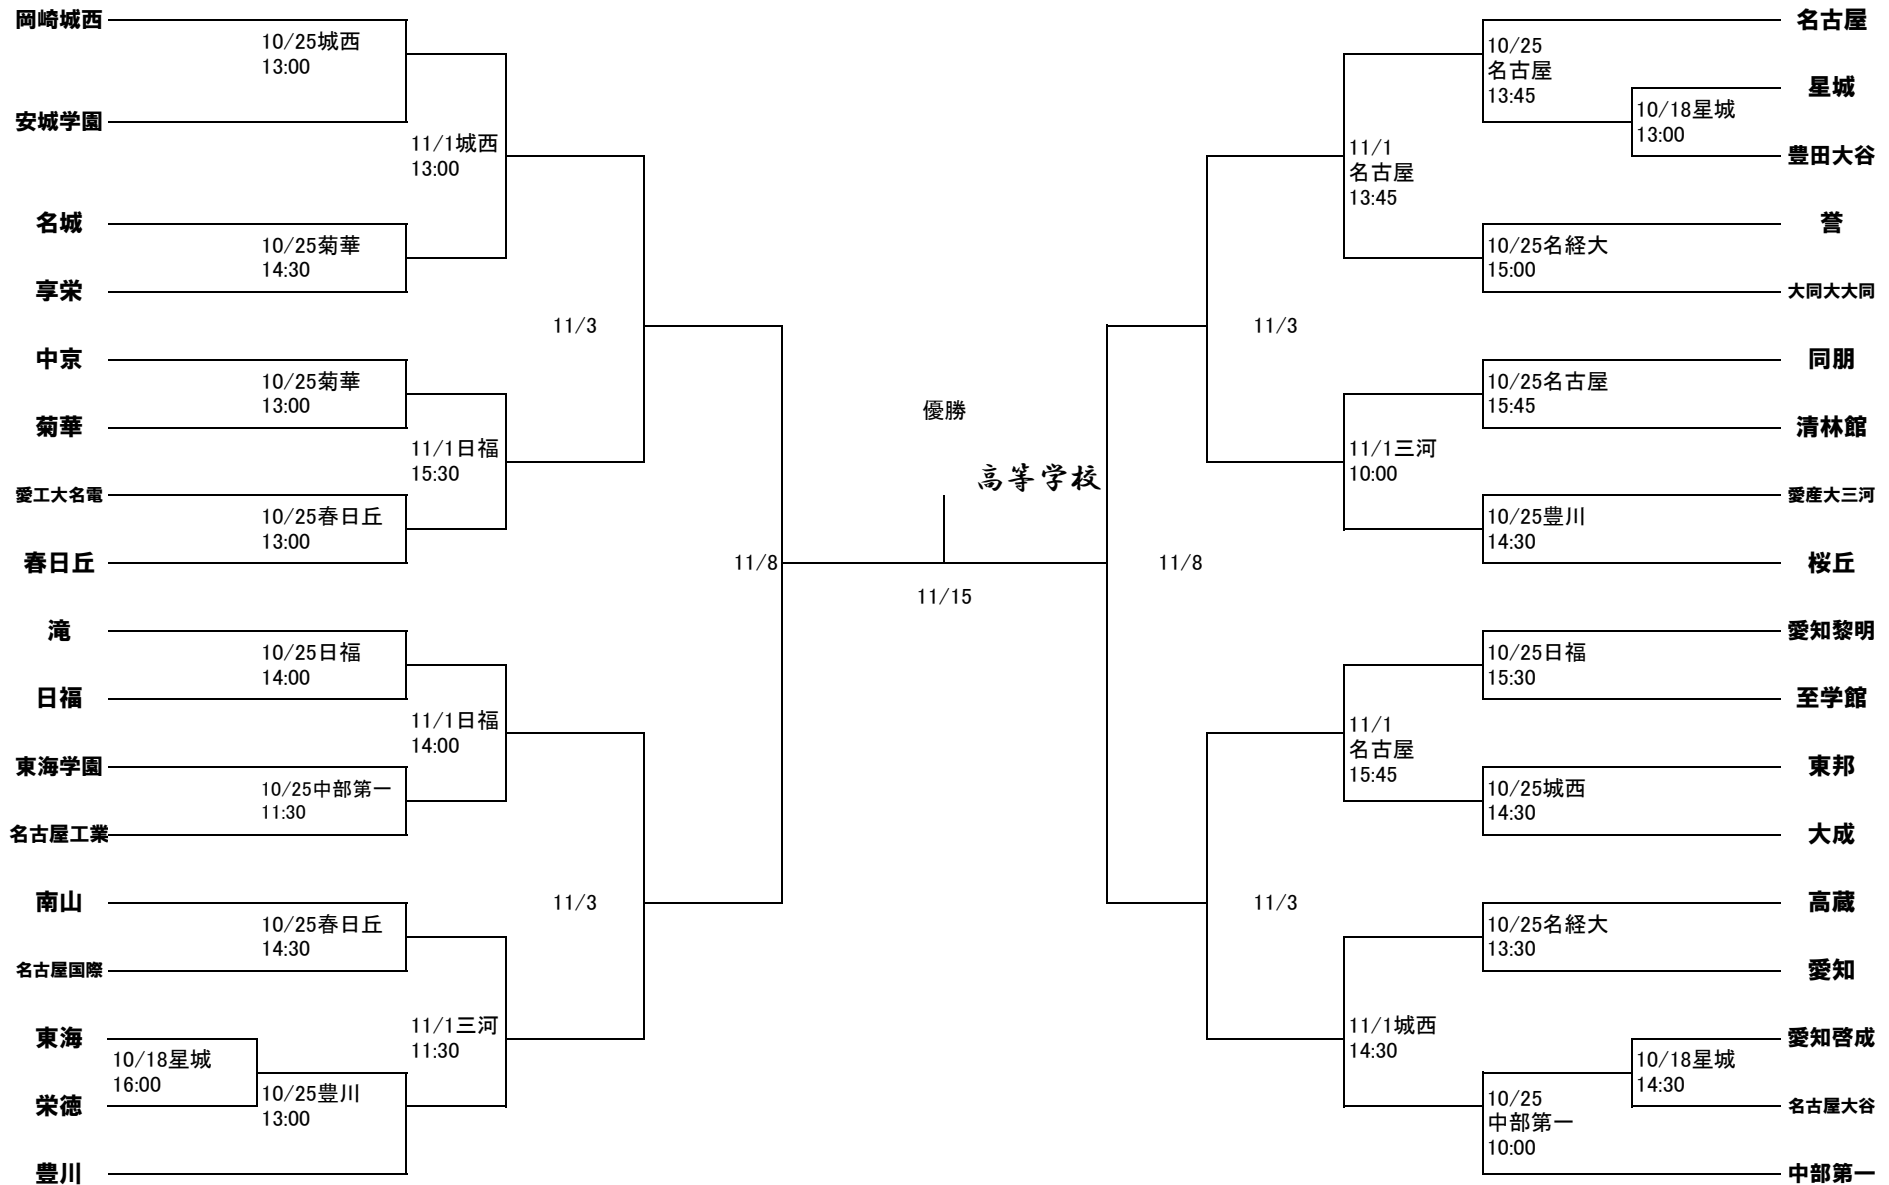 岡崎城西
10/25城西
13:00
安城学園
11/1城西
13:00
名城
10/25菊華
14:30
享栄
11/3
中京
10/25菊華
13:00
菊華
11/1日福
15:30
愛工大名電
10/25春日丘
13:00
春日丘
11/8
滝
10/25日福
14:00
日福
11/1日福
14:00
東海学園
10/25中部第一
11:30
名古屋工業
11/3
南山
10/25春日丘
14:30
名古屋国際
11/1三河
11:30
東海
10/18星城
16:00
栄徳
10/25豊川
13:00
豊川
優勝
高等学校
11/15
名古屋
10/25
名古屋
13:45
星城
10/18星城
13:00
豊田大谷
11/1
名古屋
13:45
誉
10/25名経大
15:00
大同大大同
11/3
同朋
10/25名古屋
15:45
清林館
11/1三河
10:00
愛産大三河
10/25豊川
14:30
桜丘
11/8
愛知黎明
10/25日福
15:30
至学館
11/1
名古屋
15:45
東邦
10/25城西
14:30
大成
11/3
高蔵
10/25名経大
13:30
愛知
11/1城西
14:30
愛知啓成
10/18星城
14:30
名古屋大谷
10/25
中部第一
10:00
中部第一